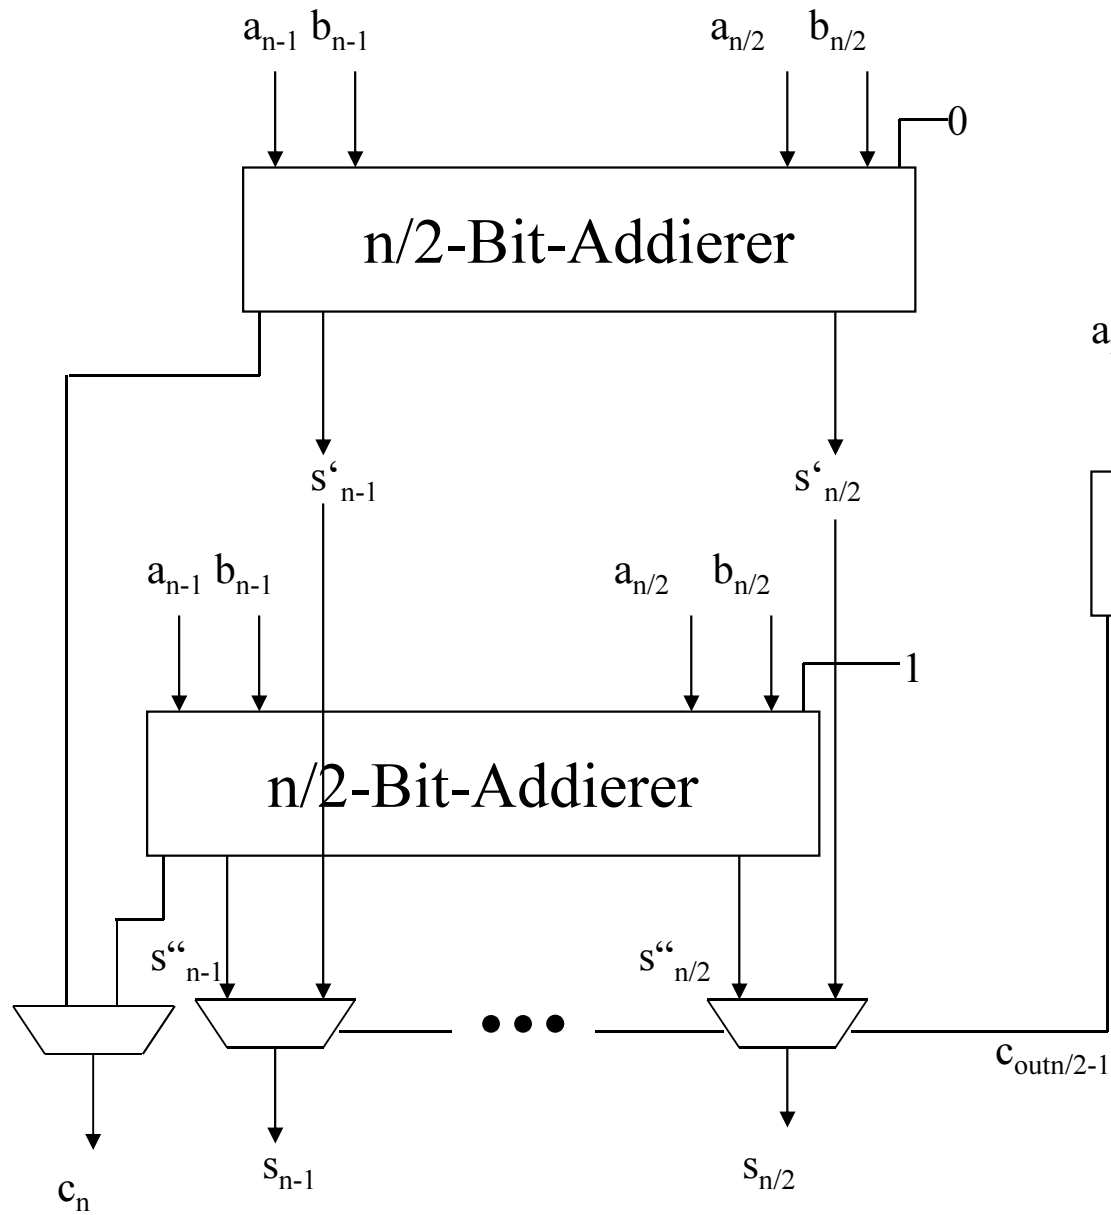 a_{n-1} b_{n-1} a_{n/2} b_{n/2}
0
n/2-Bit-Addierer
a
s‘_{n-1} s‘_{n/2}
a_{n-1} b_{n-1} a_{n/2} b_{n/2}
1
n/2-Bit-Addierer
s“_{n-1} s“_{n/2}
c_{outn/2-1}
s_{n-1} s_{n/2}
c_n